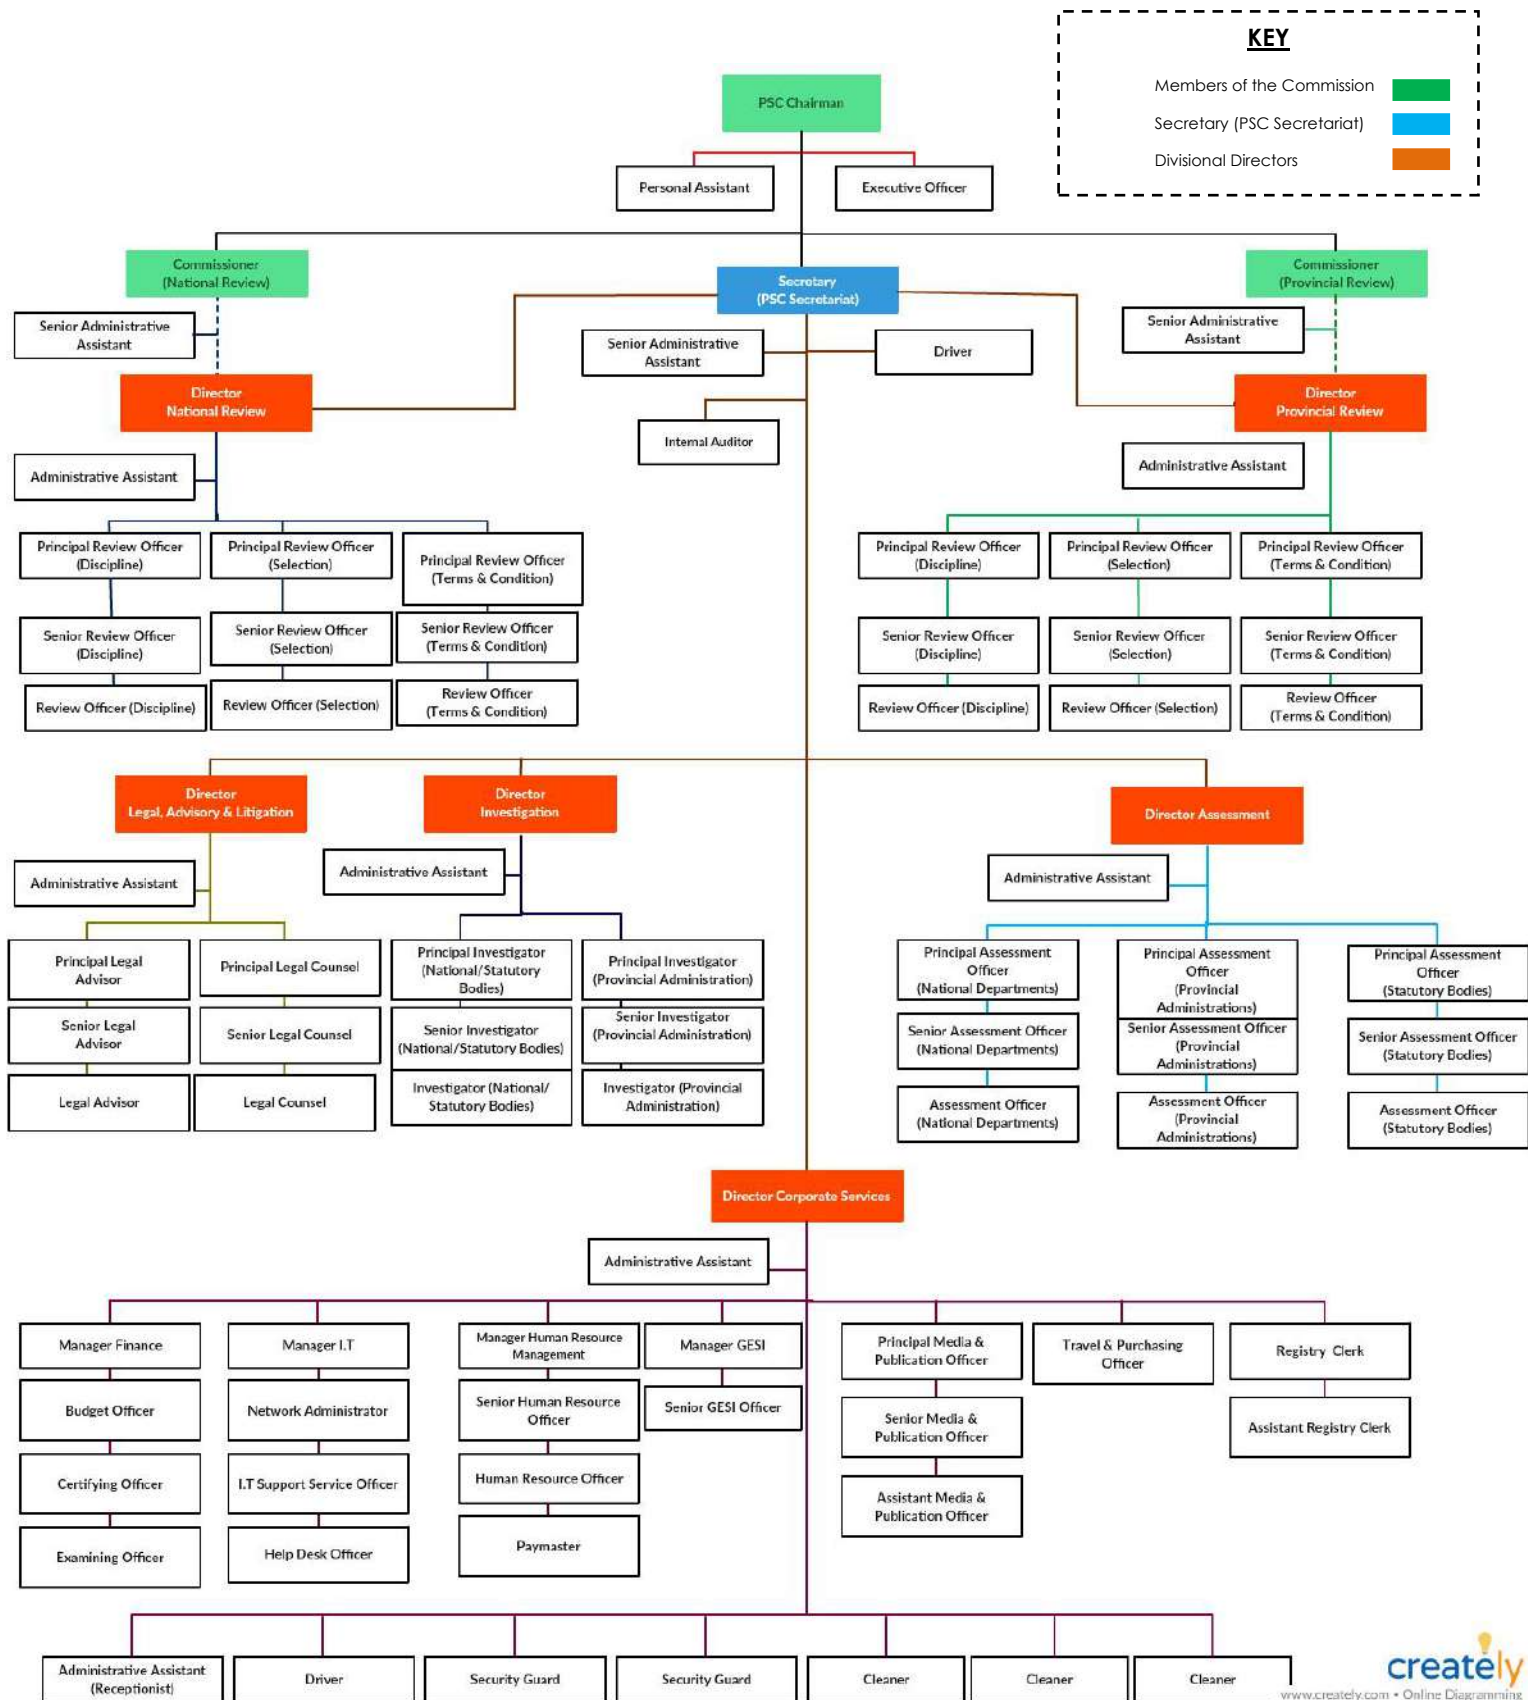 KEY
Members of the Commission
Secretary (PSC Secretariat)
Divisional Directors
PSC Chairman
Personal Assistant
Executive Officer
Commissioner
(National Review)
Secretary
(PSC Secretariat)
Commissioner
(Provincial Review)
Senior Administrative
Assistant
Senior Administrative
Assistant
Driver
Senior Administrative
Assistant
Director
National Review
Director
Provincial Review
Internal Auditor
Administrative Assistant
Administrative Assistant
Principal Review Officer
(Discipline)
Principal Review Officer
(Selection)
Principal Review Officer
(Terms & Condition)
Principal Review Officer
(Discipline)
Principal Review Officer
(Selection)
Principal Review Officer
(Terms & Condition)
Senior Review Officer
(Discipline)
Senior Review Officer
(Selection)
Senior Review Officer
(Terms & Condition)
Senior Review Officer
(Discipline)
Senior Review Officer
(Selection)
Senior Review Officer
(Terms & Condition)
Review Officer (Discipline)
Review Officer (Selection)
Review Officer
(Terms & Condition)
Review Officer (Discipline)
Review Officer (Selection)
Review Officer
(Terms & Condition)
Director
Legal, Advisory & Litigation
Director
Investigation
Director Assessment
Administrative Assistant
Administrative Assistant
Administrative Assistant
Principal Legal
Advisor
Principal Legal Counsel
Principal Investigator
(National/Statutory
Bodies)
Principal Investigator
(Provincial Administration)
Principal Assessment
Officer
(National Departments)
Principal Assessment
Officer
(Provincial
Administrations)
Principal Assessment
Officer
(Statutory Bodies)
Senior Legal
Advisor
Senior Legal Counsel
Senior Investigator
(National/Statutory Bodies)
Senior Investigator
(Provincial Administration)
Senior Assessment Officer
(National Departments)
Senior Assessment Officer
(Provincial
Administrations)
Senior Assessment Officer
(Statutory Bodies)
Legal Advisor
Legal Counsel
Investigator (National/
Statutory Bodies)
Investigator (Provincial
Administration)
Assessment Officer
(National Departments)
Assessment Officer
(Provincial
Administrations)
Assessment Officer
(Statutory Bodies)
Director Corporate Services
Administrative Assistant
Manager Finance
Manager I.T
Manager Human Resource
Management
Manager GESI
Principal Media &
Publication Officer
Travel & Purchasing
Officer
Registry Clerk
Budget Officer
Network Administrator
Senior Human Resource
Officer
Senior GESI Officer
Senior Media &
Publication Officer
Assistant Registry Clerk
Certifying Officer
I.T Support Service Officer
Human Resource Officer
Assistant Media &
Publication Officer
Examining Officer
Help Desk Officer
Paymaster
Administrative Assistant
(Receptionist)
Driver
Security Guard
Security Guard
Cleaner
Cleaner
Cleaner
creately
www.creately.com • Online Diagramming